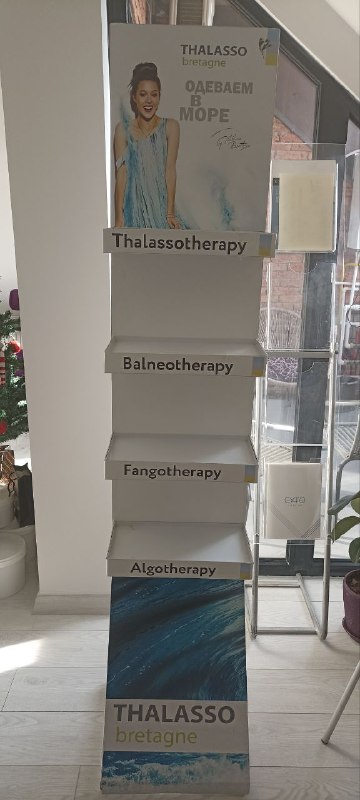 THALASSO
bretagne
ОДЕВАЕМ
В
МОРЕ
Thalassotherapy
Balneotherapy
Fangotherapy
Algotherapy
THALASSO
bretagne